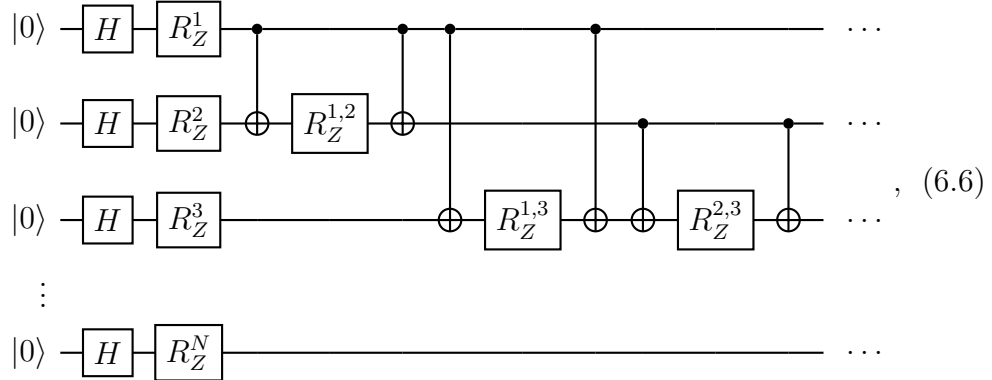 |0⟩ H R_Z^1 ···
|0⟩ H R_Z^2 R_Z^{1,2} ···
, (6.6)
|0⟩ H R_Z^3 R_Z^{1,3} R_Z^{2,3} ···
⋮
|0⟩ H R_Z^N ···